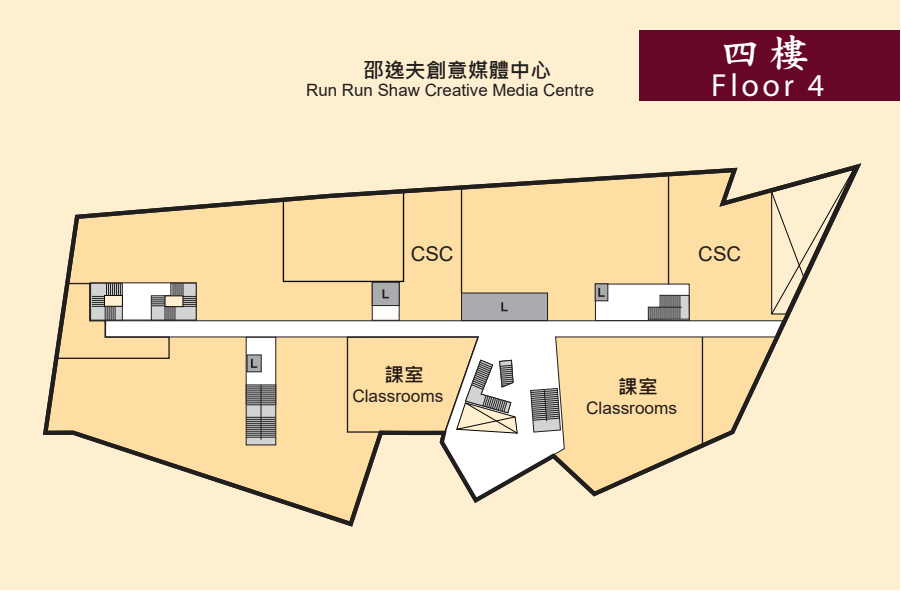 四樓
Floor 4
邵逸夫創意媒體中心
Run Run Shaw Creative Media Centre
CSC
CSC
L
L
L
L
課室
Classrooms
課室
Classrooms